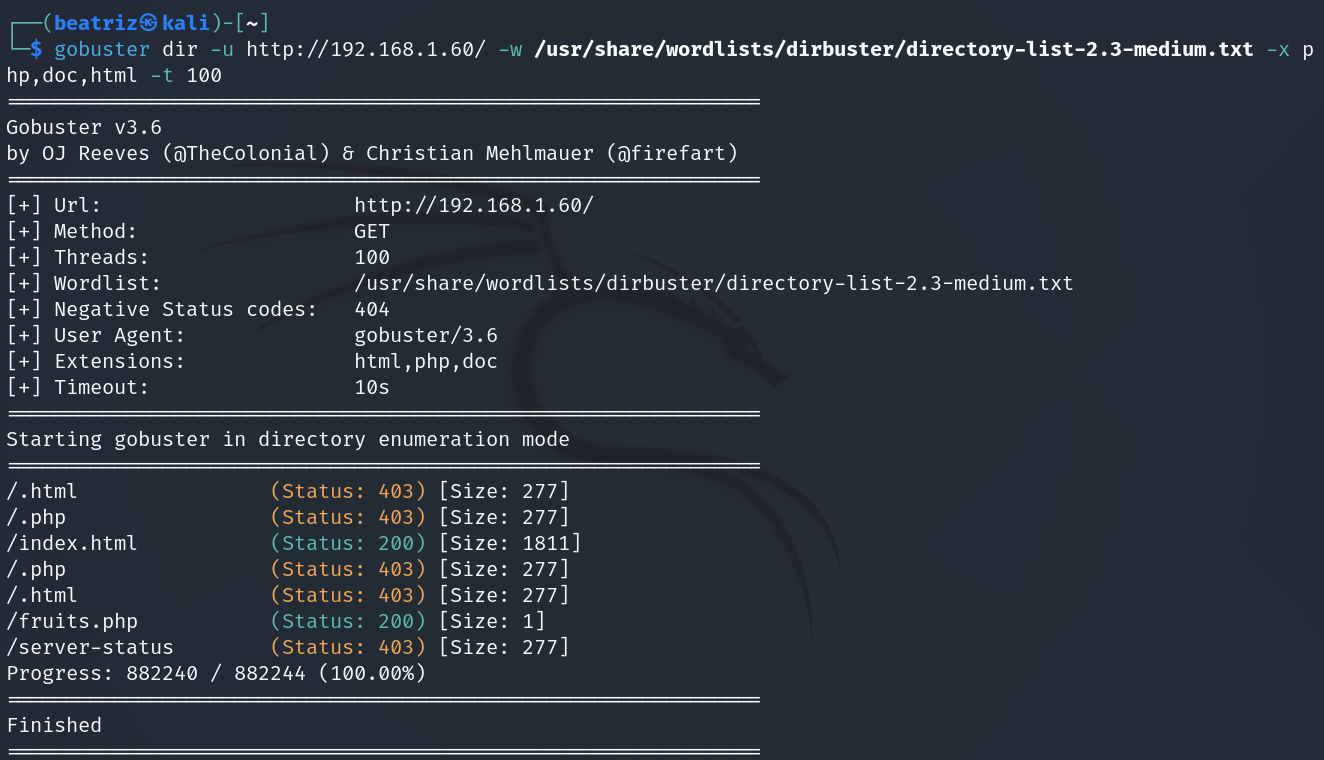 ┌──(beatriz㉿kali)-[~]
└─$ gobuster dir -u http://192.168.1.60/ -w /usr/share/wordlists/dirbuster/directory-list-2.3-medium.txt -x p
hp,doc,html -t 100
===============================================================
Gobuster v3.6
by OJ Reeves (@TheColonial) & Christian Mehlmauer (@firefart)
===============================================================
[+] Url:                     http://192.168.1.60/
[+] Method:                  GET
[+] Threads:                 100
[+] Wordlist:                /usr/share/wordlists/dirbuster/directory-list-2.3-medium.txt
[+] Negative Status codes:   404
[+] User Agent:              gobuster/3.6
[+] Extensions:              html,php,doc
[+] Timeout:                 10s
===============================================================
Starting gobuster in directory enumeration mode
===============================================================
/.html                (Status: 403) [Size: 277]
/.php                 (Status: 403) [Size: 277]
/index.html           (Status: 200) [Size: 1811]
/.php                 (Status: 403) [Size: 277]
/.html                (Status: 403) [Size: 277]
/fruits.php           (Status: 200) [Size: 1]
/server-status        (Status: 403) [Size: 277]
Progress: 882240 / 882244 (100.00%)
===============================================================
Finished
===============================================================